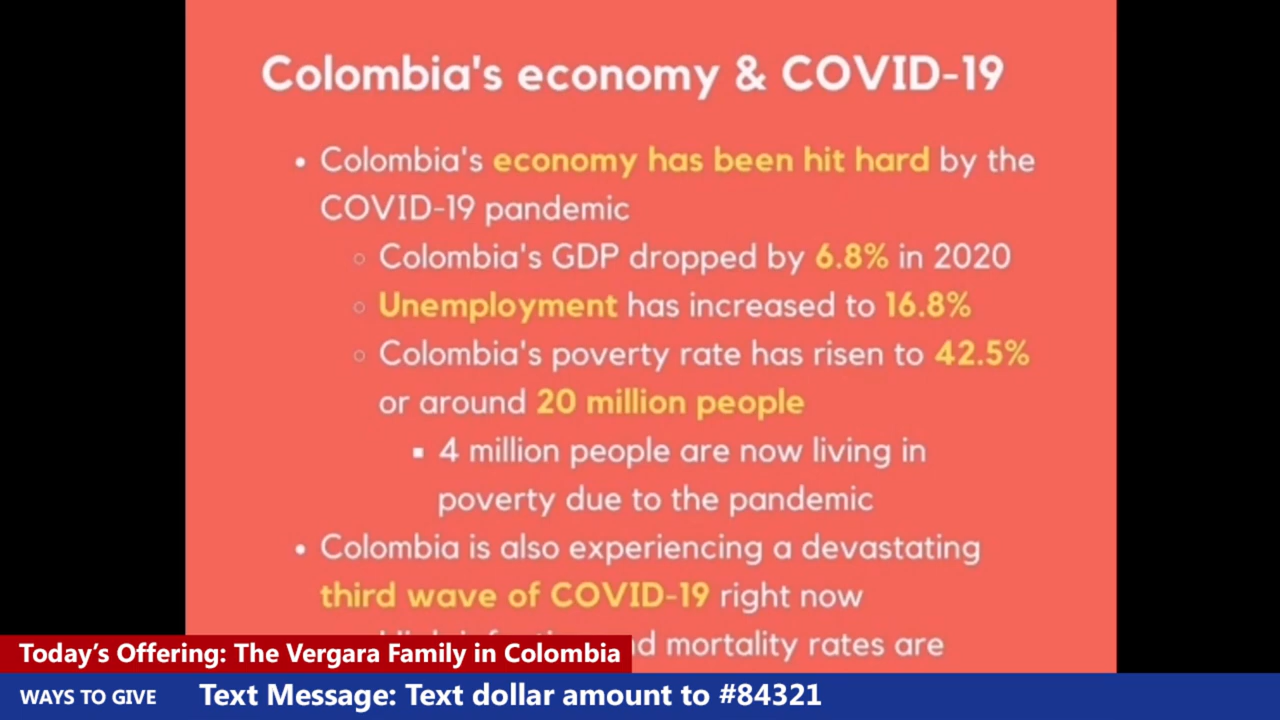 Colombia's economy & COVID-19
• Colombia's economy has been hit hard by the
COVID-19 pandemic
○ Colombia's GDP dropped by 6.8% in 2020
○ Unemployment has increased to 16.8%
○ Colombia's poverty rate has risen to 42.5%
or around 20 million people
▪ 4 million people are now living in
poverty due to the pandemic
• Colombia is also experiencing a devastating
third wave of COVID-19 right now
mortality rates are
Today’s Offering: The Vergara Family in Colombia
WAYS TO GIVE Text Message: Text dollar amount to #84321